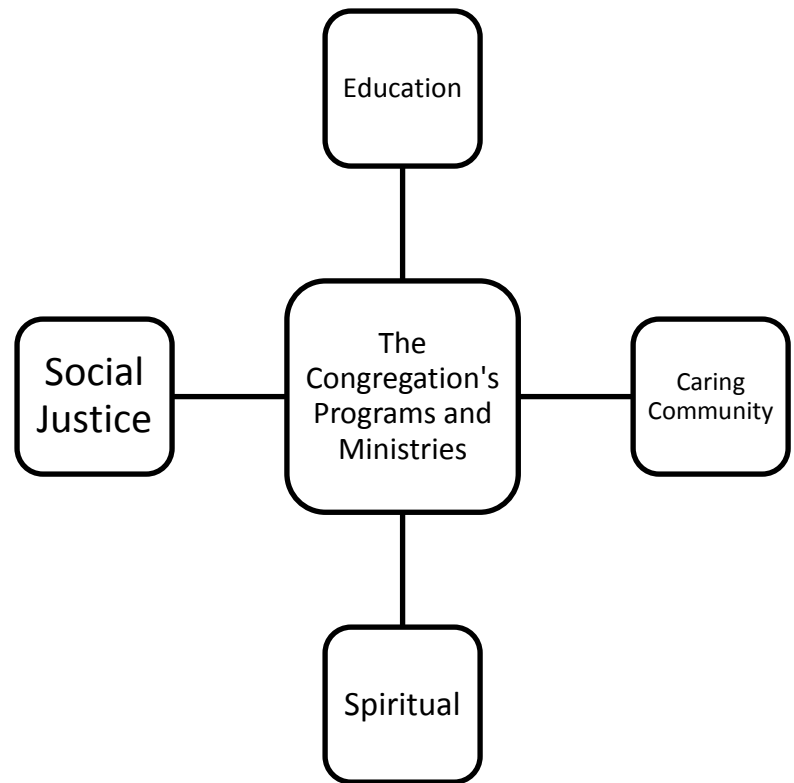 Education
Social
Justice
The
Congregation's
Programs and
Ministries
Caring
Community
Spiritual